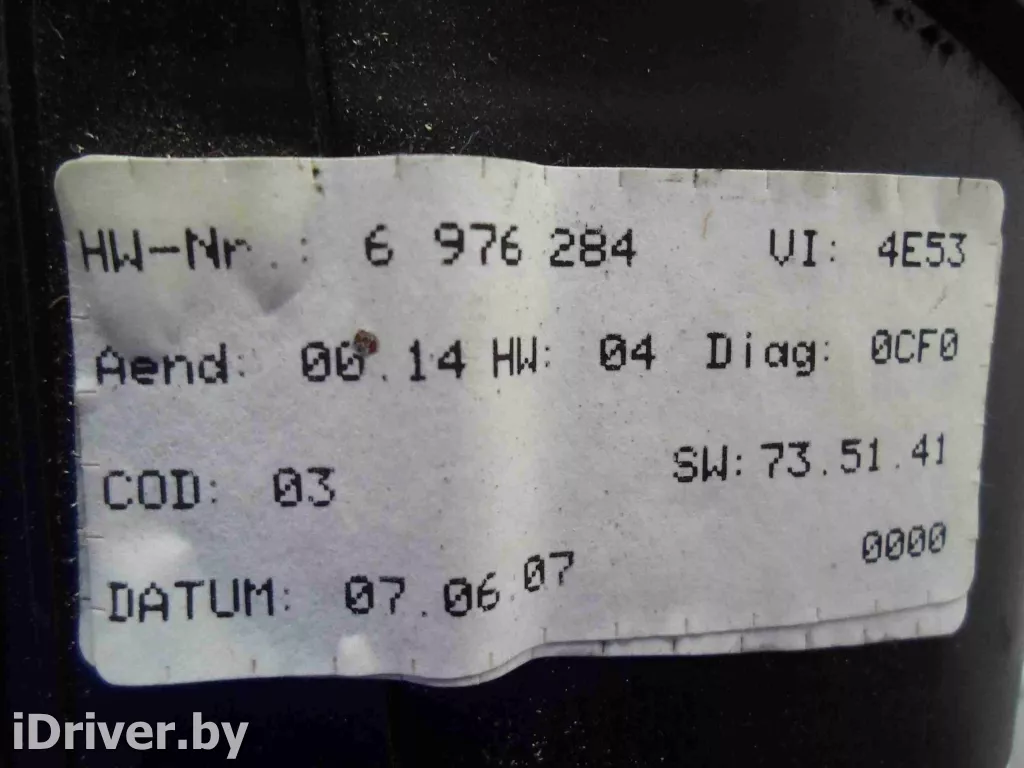 HW-Nr.: 6 976 284 VI: 4E53
Aend: 00.14 HW: 04 Diag: 0CF0
COD: 03 SW: 73.51.41
0000
DATUM: 07.06.07
iDriver.by